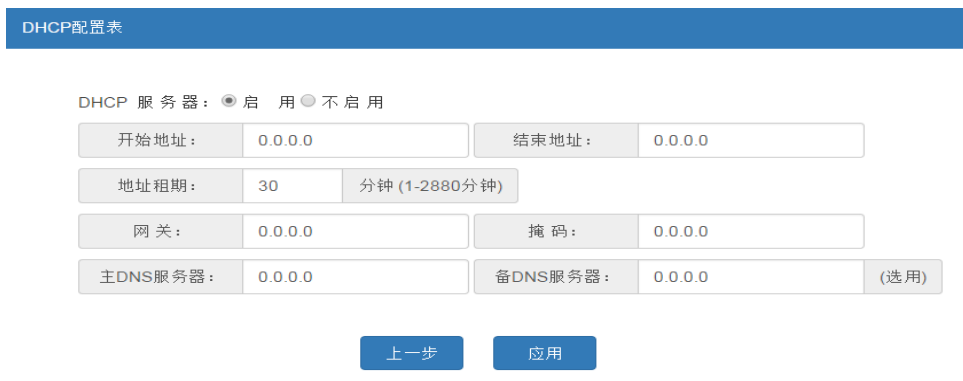 DHCP配置表
DHCP 服务器：启 用 不启用
开始地址： 0.0.0.0 结束地址： 0.0.0.0
地址租期： 30 分钟 (1-2880分钟)
网 关： 0.0.0.0 掩 码： 0.0.0.0
主DNS服务器： 0.0.0.0 备DNS服务器： 0.0.0.0 (选用)
上一步 应用